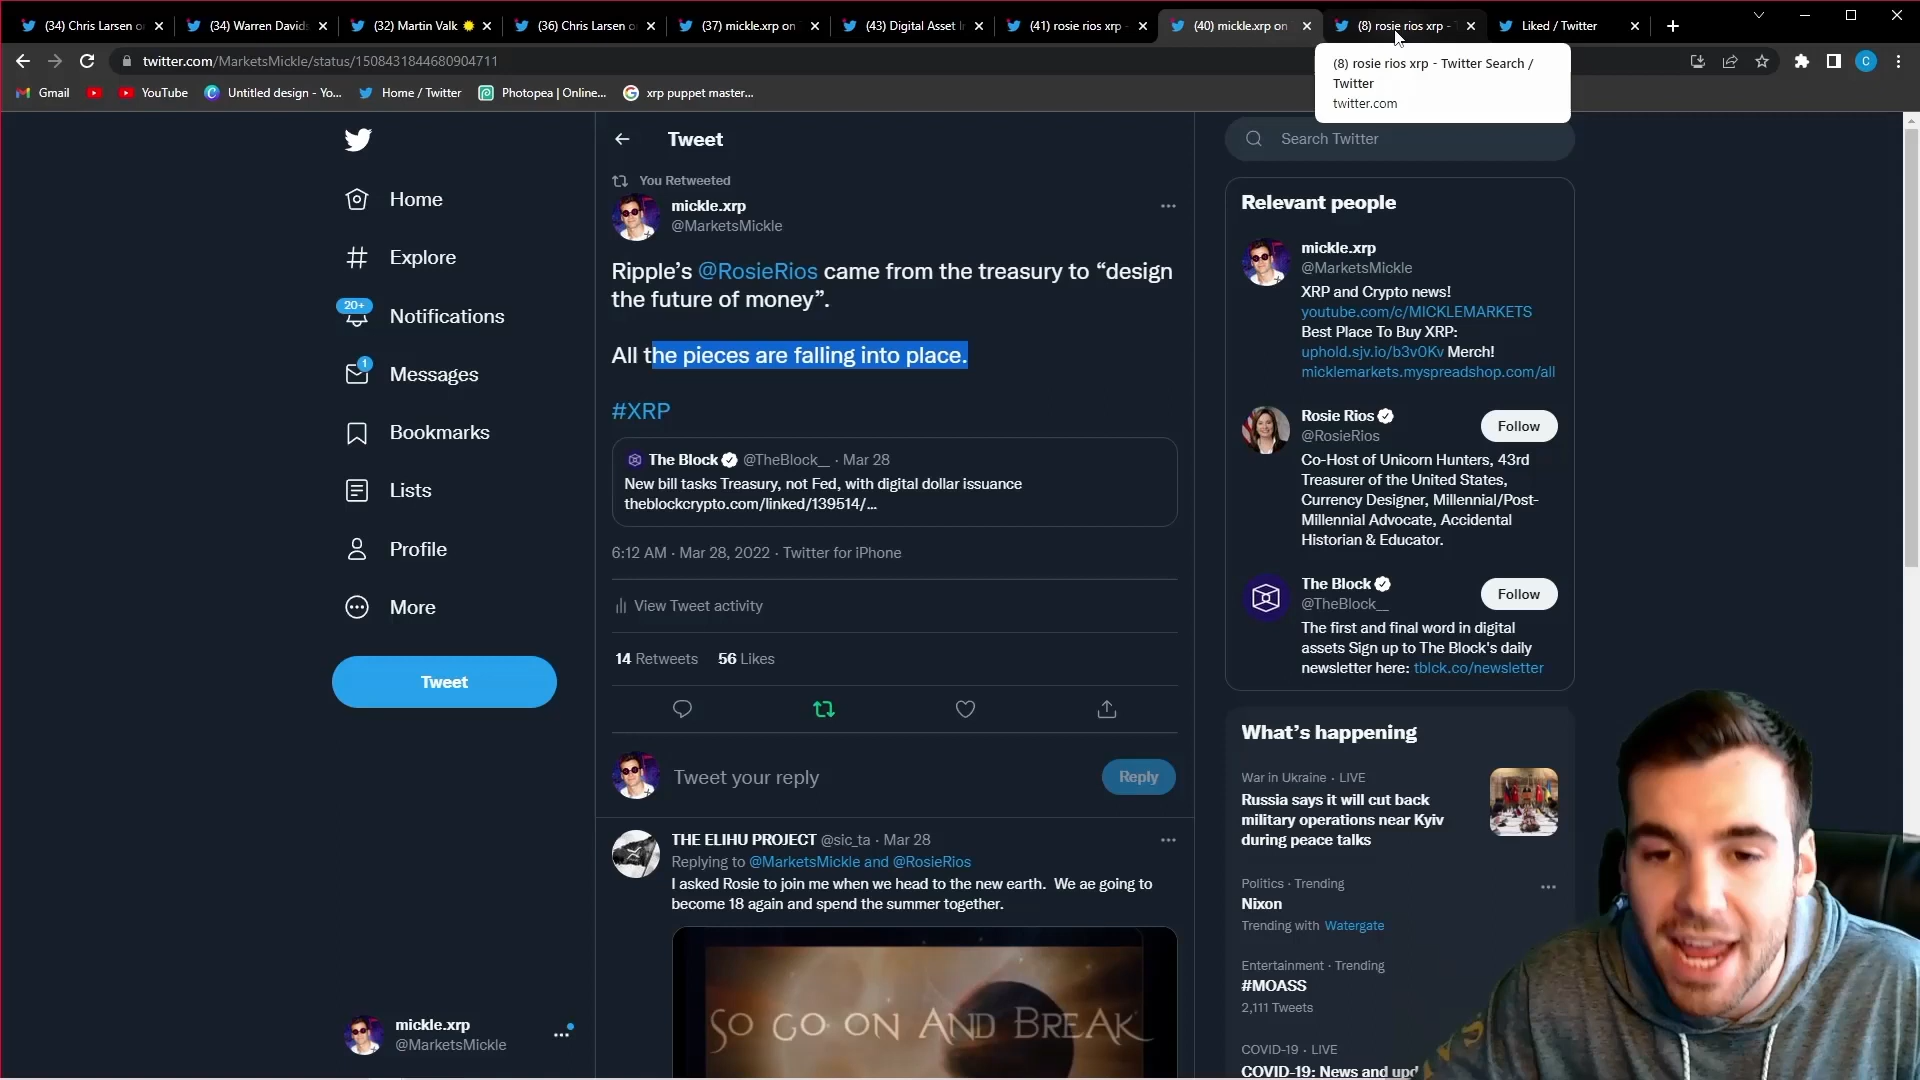 (34) Chris Larsen o
(34) Warren Davids
(32) Martin Valk
(36) Chris Larsen o
(37) mickle.xrp on
(43) Digital Asset I
(41) rosie rios xrp -
(40) mickle.xrp on
(8) rosie rios xrp -
Liked / Twitter
twitter.com/MarketsMickle/status/1508431844680904711
C
Gmail
YouTube
Untitled design - Yo...
Home / Twitter
Photopea | Online...
xrp puppet master...
(8) rosie rios xrp - Twitter Search /
Twitter
twitter.com
Home
Explore
20+
Notifications
1
Messages
Bookmarks
Lists
Profile
More
Tweet
mickle.xrp
@MarketsMickle
Tweet
You Retweeted
mickle.xrp
@MarketsMickle
Ripple’s @RosieRios came from the treasury to “design
the future of money”.
All the pieces are falling into place.
#XRP
The Block @TheBlock__ · Mar 28
New bill tasks Treasury, not Fed, with digital dollar issuance
theblockcrypto.com/linked/139514/...
6:12 AM · Mar 28, 2022 · Twitter for iPhone
View Tweet activity
14 Retweets 56 Likes
Tweet your reply
Reply
THE ELIHU PROJECT @sic_ta · Mar 28
Replying to @MarketsMickle and @RosieRios
I asked Rosie to join me when we head to the new earth. We ae going to
become 18 again and spend the summer together.
SO GO ON AND BREAK
Search Twitter
Relevant people
mickle.xrp
@MarketsMickle
XRP and Crypto news!
youtube.com/c/MICKLEMARKETS
Best Place To Buy XRP:
uphold.sjv.io/b3v0Kv Merch!
micklemarkets.myspreadshop.com/all
Rosie Rios
@RosieRios
Follow
Co-Host of Unicorn Hunters, 43rd
Treasurer of the United States,
Currency Designer, Millennial/Post-
Millennial Advocate, Accidental
Historian & Educator.
The Block
@TheBlock__
Follow
The first and final word in digital
assets Sign up to The Block's daily
newsletter here: tblck.co/newsletter
What’s happening
War in Ukraine · LIVE
Russia says it will cut back
military operations near Kyiv
during peace talks
Politics · Trending
Nixon
Trending with Watergate
Entertainment · Trending
#MOASS
2,111 Tweets
COVID-19 · LIVE
COVID-19: News and upd